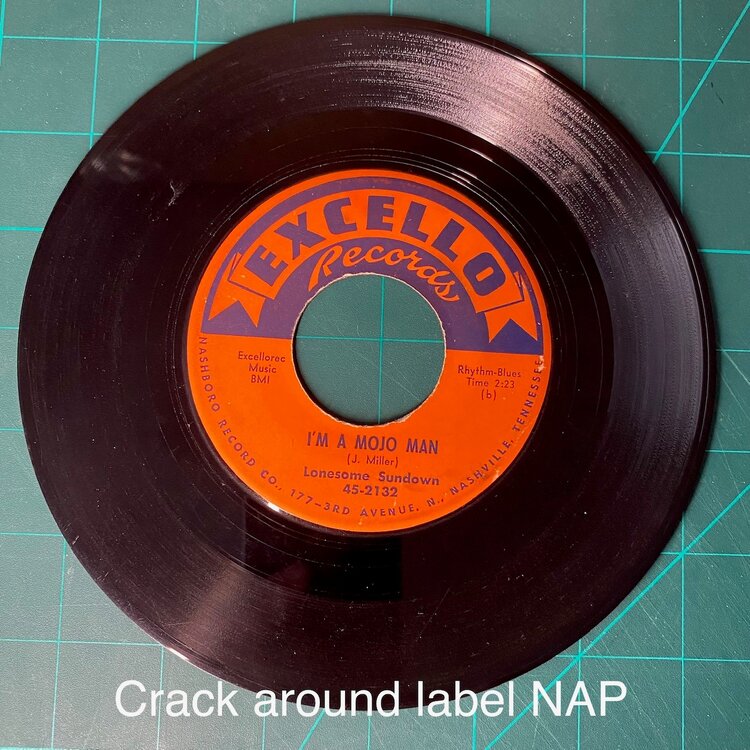 EXCELLO
Records
Excellorec
Music
BMI
Rhythm-Blues
Time 2:23
(b)
I'M A MOJO MAN
(J. Miller)
Lonesome Sundown
45-2132
NASHBORO RECORD CO., 177-3RD AVENUE, N., NASHVILLE, TENNESSEE
Crack around label NAP